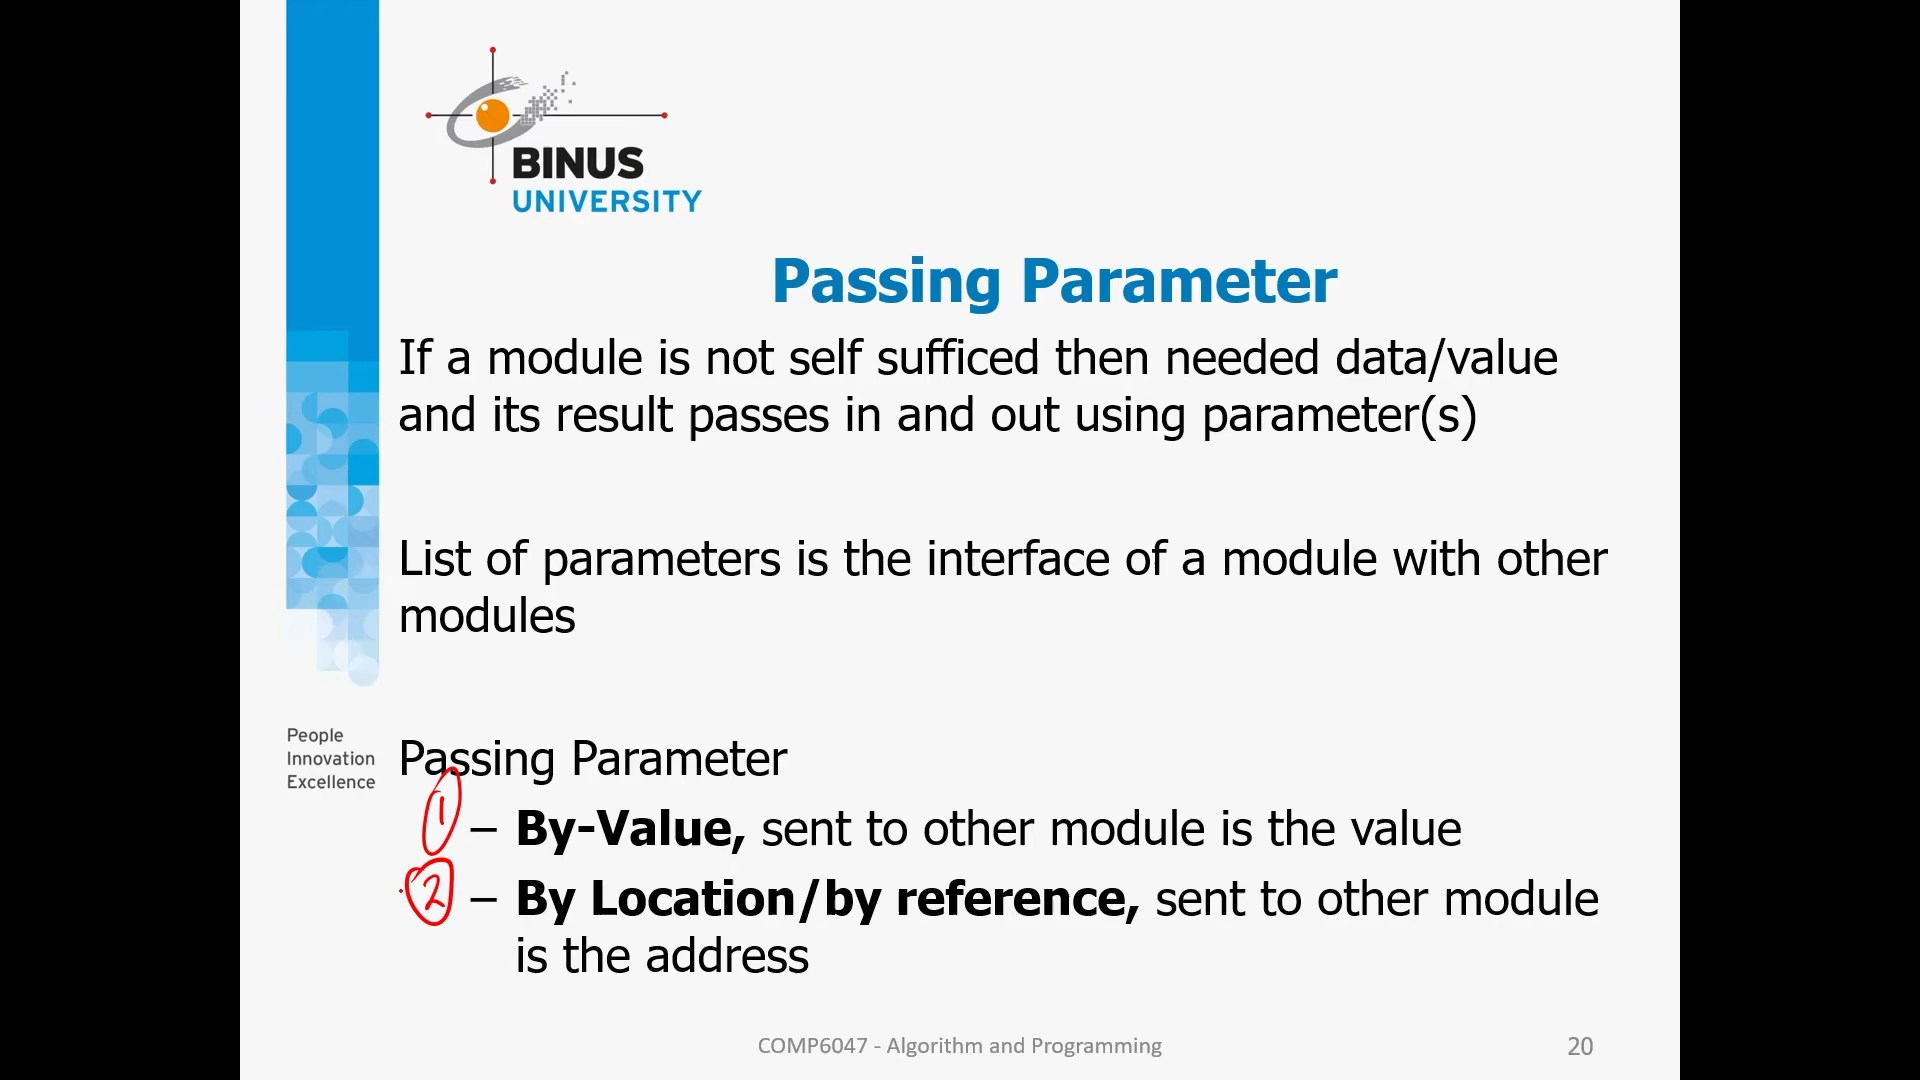 BINUS
UNIVERSITY
Passing Parameter
If a module is not self sufficed then needed data/value
and its result passes in and out using parameter(s)
List of parameters is the interface of a module with other
modules
People
Innovation
Excellence
Passing Parameter
1 – By-Value, sent to other module is the value
2 – By Location/by reference, sent to other module
is the address
COMP6047 - Algorithm and Programming
20